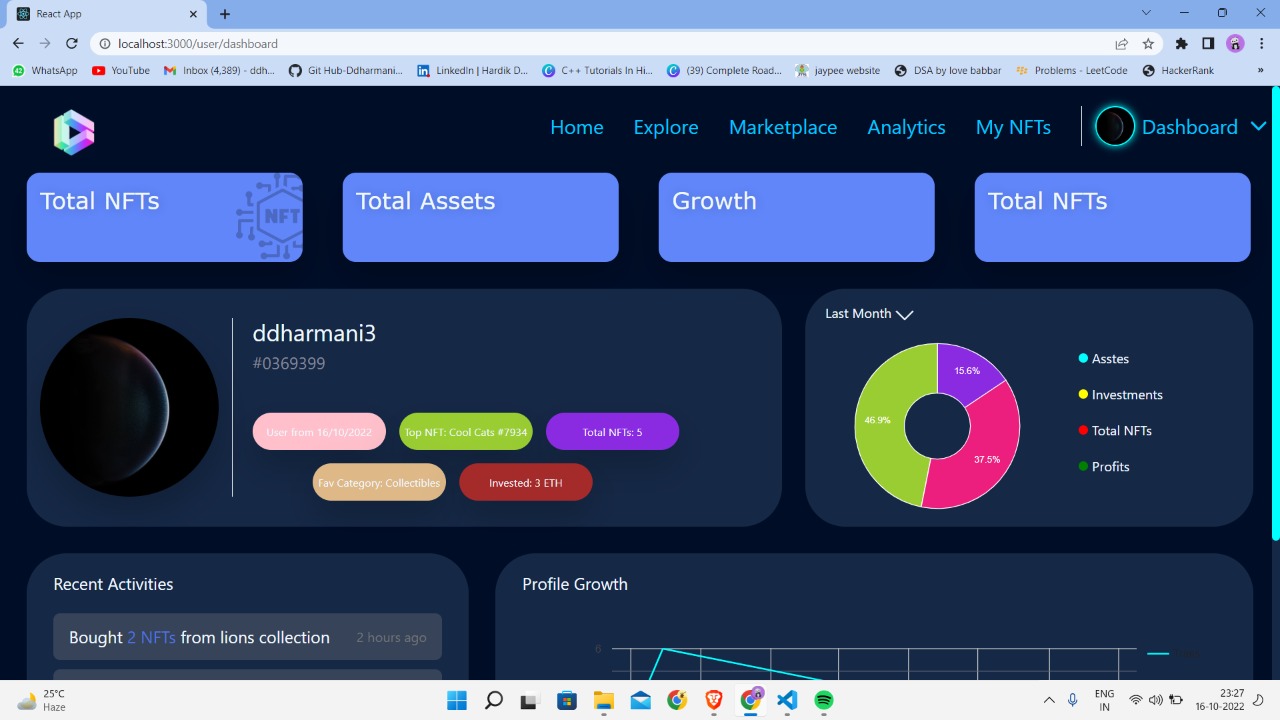 React App
localhost:3000/user/dashboard
42
WhatsApp YouTube Inbox (4,389) - ddh... Git Hub-Ddharmani... LinkedIn | Hardik D... C++ Tutorials In Hi... (39) Complete Road... jaypee website DSA by love babbar Problems - LeetCode HackerRank »
Home Explore Marketplace Analytics My NFTs Dashboard
Total NFTs Total Assets Growth Total NFTs
NFT
ddharmani3
#0369399
User from 16/10/2022 Top NFT: Cool Cats #7934 Total NFTs: 5
Fav Category: Collectibles Invested: 3 ETH
Last Month
15.6%
46.9%
37.5%
Asstes
Investments
Total NFTs
Profits
Recent Activities
Bought 2 NFTs from lions collection 2 hours ago
Profile Growth
6
25°C
Haze
ENG
IN
23:27
16-10-2022